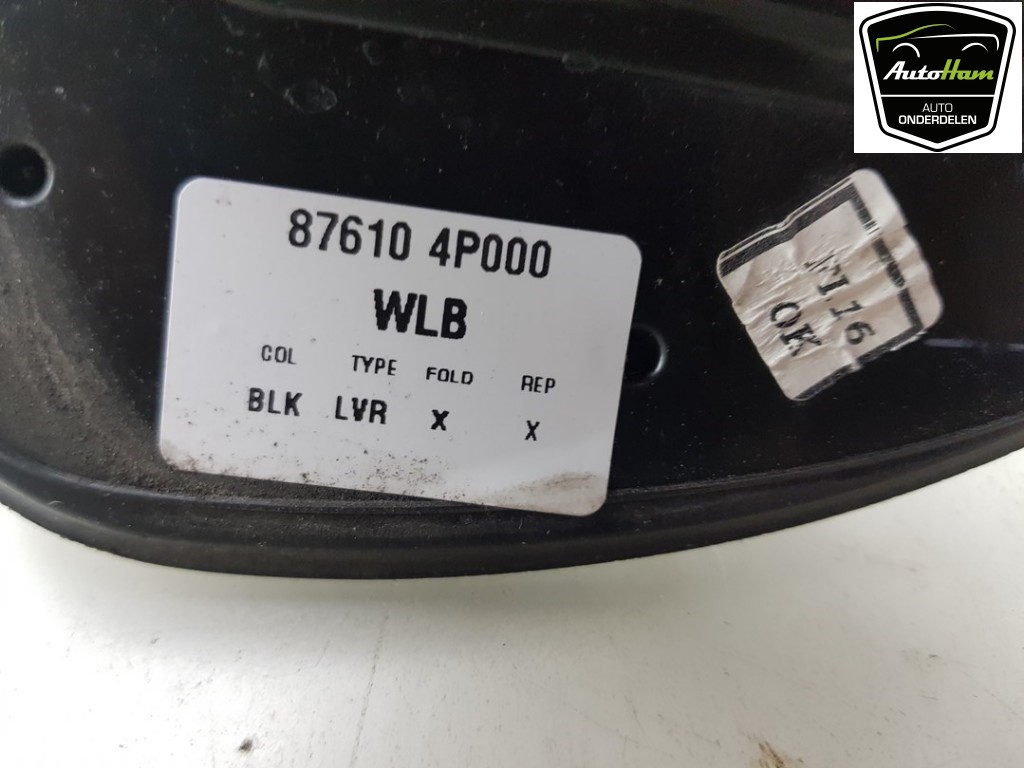 AutoHam
AUTO
ONDERDELEN
87610 4P000
WLB
COL TYPE FOLD REP
BLK LVR X X
OK